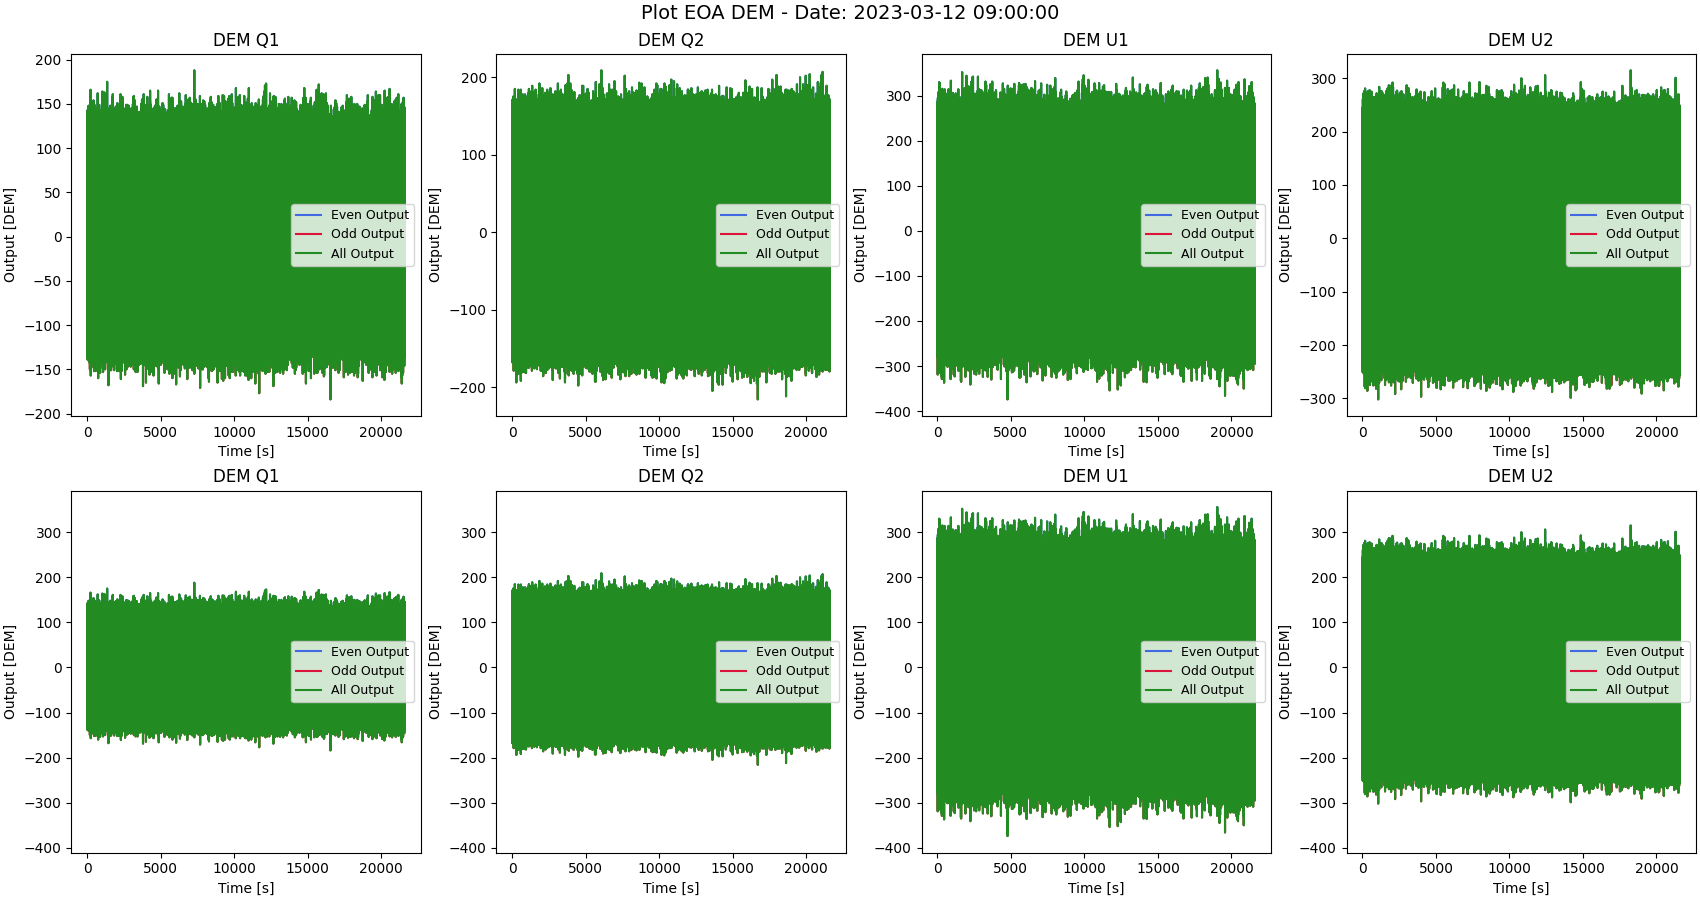 Plot EOA DEM - Date: 2023-03-12 09:00:00
DEM Q1
Output [DEM]
200
150
100
50
0
−50
−100
−150
−200
Even Output
Odd Output
All Output
0 5000 10000 15000 20000
Time [s]
DEM Q2
Output [DEM]
200
100
0
−100
−200
Even Output
Odd Output
All Output
0 5000 10000 15000 20000
Time [s]
DEM U1
Output [DEM]
300
200
100
0
−100
−200
−300
−400
Even Output
Odd Output
All Output
0 5000 10000 15000 20000
Time [s]
DEM U2
Output [DEM]
300
200
100
0
−100
−200
−300
Even Output
Odd Output
All Output
0 5000 10000 15000 20000
Time [s]
DEM Q1
Output [DEM]
300
200
100
0
−100
−200
−300
−400
Even Output
Odd Output
All Output
0 5000 10000 15000 20000
Time [s]
DEM Q2
Output [DEM]
300
200
100
0
−100
−200
−300
−400
Even Output
Odd Output
All Output
0 5000 10000 15000 20000
Time [s]
DEM U1
Output [DEM]
300
200
100
0
−100
−200
−300
−400
Even Output
Odd Output
All Output
0 5000 10000 15000 20000
Time [s]
DEM U2
Output [DEM]
300
200
100
0
−100
−200
−300
−400
Even Output
Odd Output
All Output
0 5000 10000 15000 20000
Time [s]